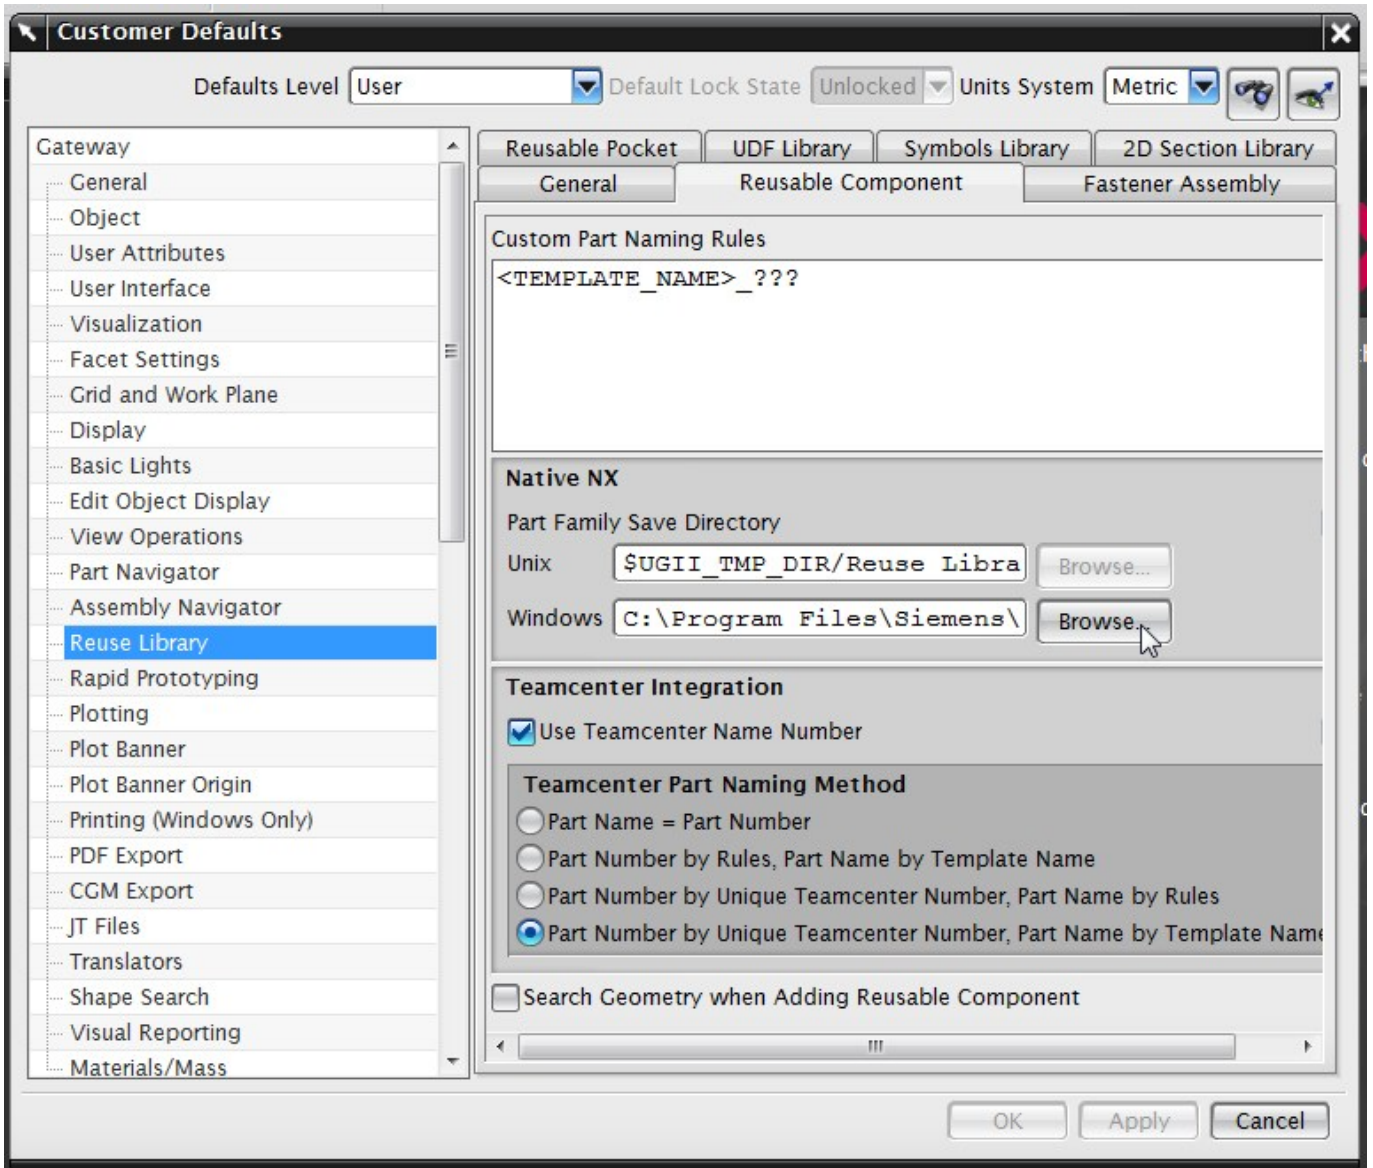 Customer Defaults
Defaults Level User Default Lock State Unlocked Units System Metric
Gateway
General
Object
User Attributes
User Interface
Visualization
Facet Settings
Grid and Work Plane
Display
Basic Lights
Edit Object Display
View Operations
Part Navigator
Assembly Navigator
Reuse Library
Rapid Prototyping
Plotting
Plot Banner
Plot Banner Origin
Printing (Windows Only)
PDF Export
CGM Export
JT Files
Translators
Shape Search
Visual Reporting
Materials/Mass
Reusable Pocket UDF Library Symbols Library 2D Section Library
General Reusable Component Fastener Assembly
Custom Part Naming Rules
<TEMPLATE_NAME>_???
Native NX
Part Family Save Directory
Unix $UGII_TMP_DIR/Reuse Libra Browse...
Windows C:\Program Files\Siemens\ Browse...
Teamcenter Integration
Use Teamcenter Name Number
Teamcenter Part Naming Method
Part Name = Part Number
Part Number by Rules, Part Name by Template Name
Part Number by Unique Teamcenter Number, Part Name by Rules
Part Number by Unique Teamcenter Number, Part Name by Template Name
Search Geometry when Adding Reusable Component
OK Apply Cancel